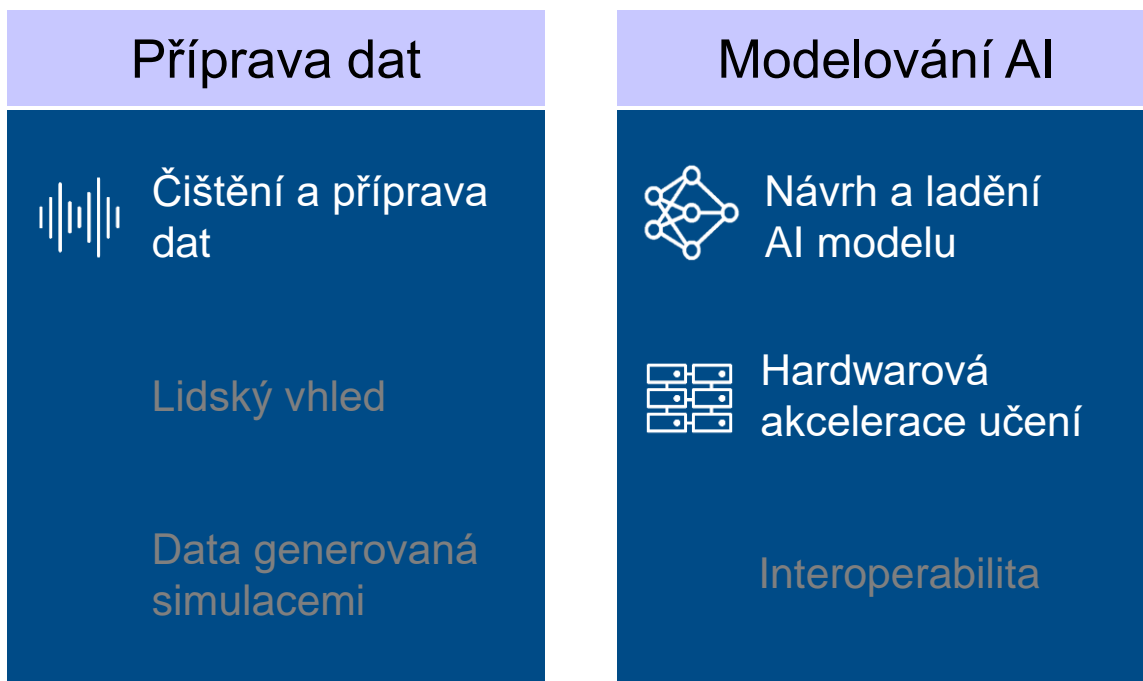 Příprava dat
Čištění a příprava
dat
Lidský vhled
Data generovaná
simulacemi
Modelování AI
Návrh a ladění
AI modelu
Hardwarová
akcelerace učení
Interoperabilita